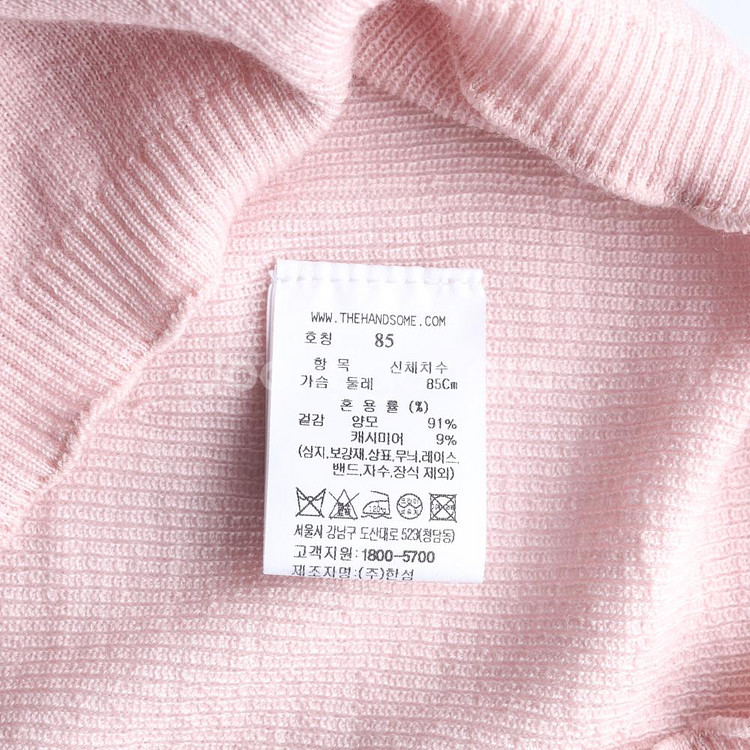 WWW.THEHANDSOME.COM
호칭 85
항 목 신체치수
가슴 둘레 85Cm
혼 용 률 (%)
겉감 양모 91%
캐시미어 9%
(심지,보강재,상표,무늬,레이스,
밴드,자수,장식 제외)
120℃
서울시 강남구 도산대로 523(청담동)
고객지원:1800-5700
제조자명:(주)한섬